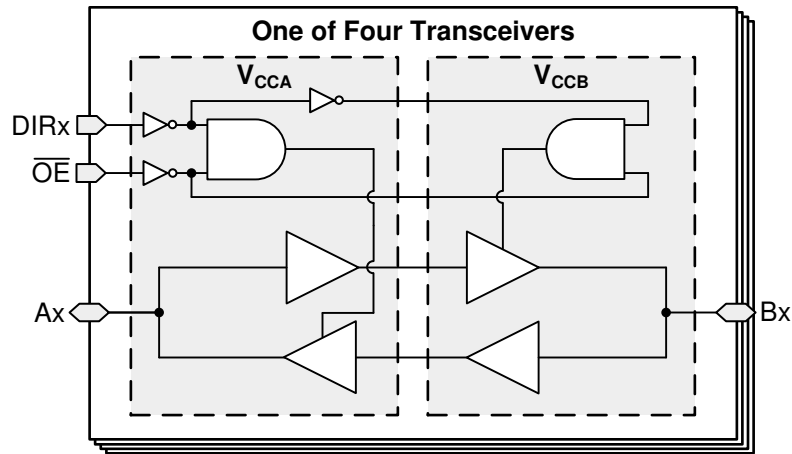 One of Four Transceivers
VCCA
VCCB
DIRx
OE
Ax
Bx